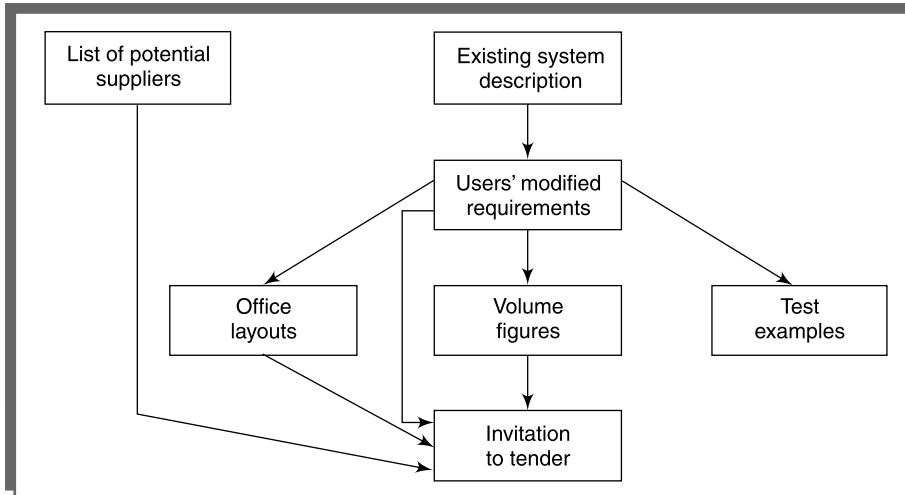 List of potential
suppliers
Existing system
description
Users’ modified
requirements
Office
layouts
Volume
figures
Test
examples
Invitation
to tender